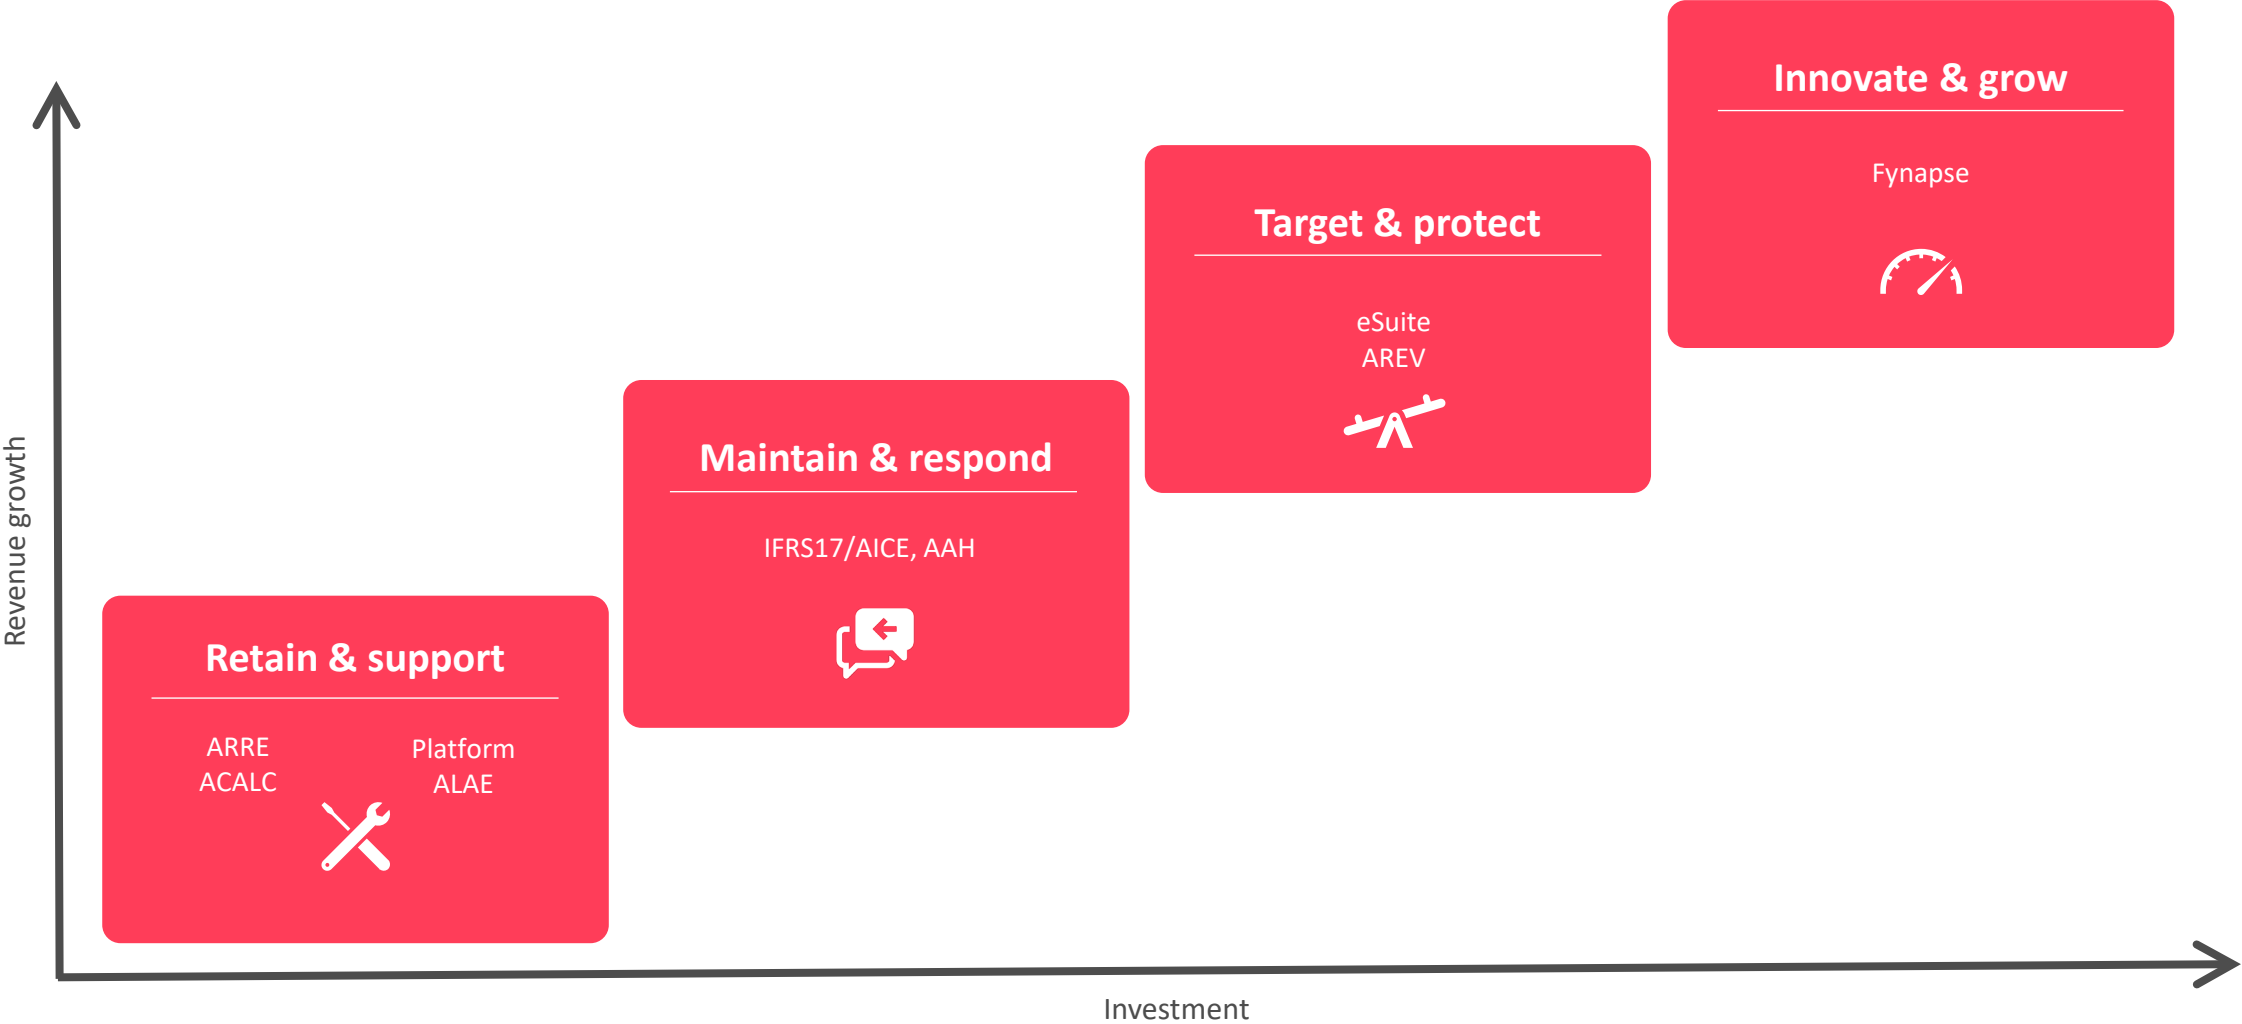 Revenue growth
Retain & support
ARRE
ACALC
Platform
ALAE
Maintain & respond
IFRS17/AICE, AAH
Target & protect
eSuite
AREV
Innovate & grow
Fynapse
Investment